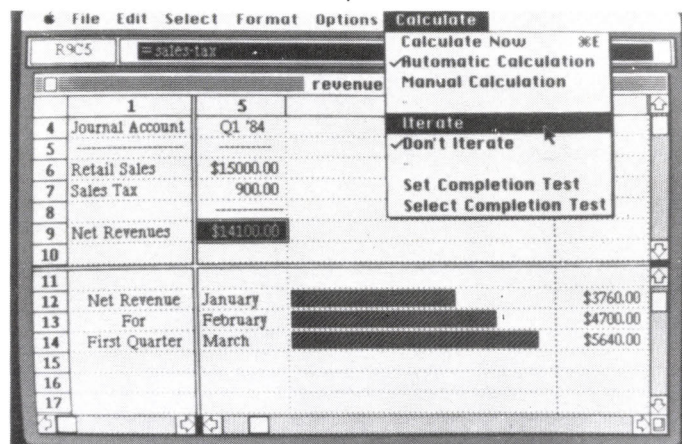 File Edit Select Format Options Calculate
R9C5 =sales-tax
Calculate Now ⌘E
✓Automatic Calculation
Manual Calculation
Iterate
✓Don't Iterate
Set Completion Test
Select Completion Test
revenue
1 5
4 Journal Account Q1 '84
5
6 Retail Sales $15000.00
7 Sales Tax 900.00
8
9 Net Revenues $14100.00
10
11
12 Net Revenue January $3760.00
13 For February $4700.00
14 First Quarter March $5640.00
15
16
17